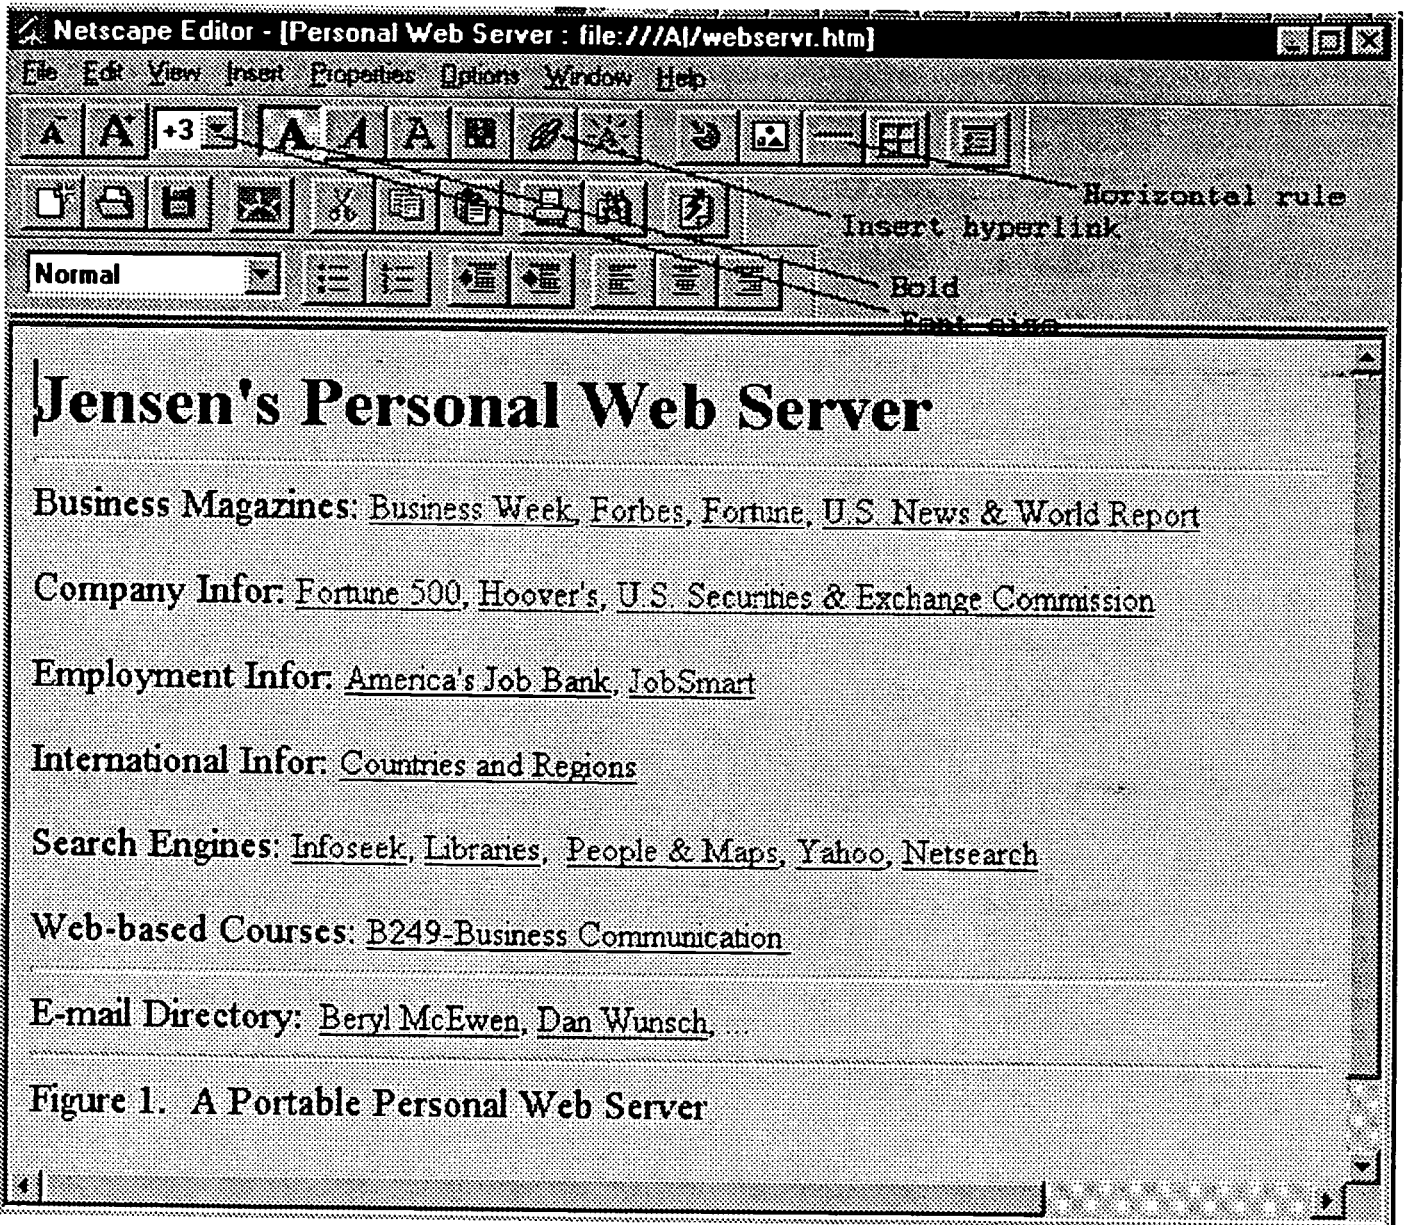 Netscape Editor - [Personal Web Server : file:///A|/webservr.htm]
File Edit View Insert Properties Options Window Help
+3
Horizontal rule
Insert hyperlink
Normal
Bold
Font size
Jensen's Personal Web Server
Business Magazines: Business Week, Forbes, Fortune, U.S. News & World Report
Company Infor: Fortune 500, Hoover's, U.S. Securities & Exchange Commission
Employment Infor: America's Job Bank, JobSmart
International Infor: Countries and Regions
Search Engines: Infoseek, Libraries, People & Maps, Yahoo, Netsearch
Web-based Courses: B249-Business Communication
E-mail Directory: Beryl McEwen, Dan Wunsch, ...
Figure 1. A Portable Personal Web Server